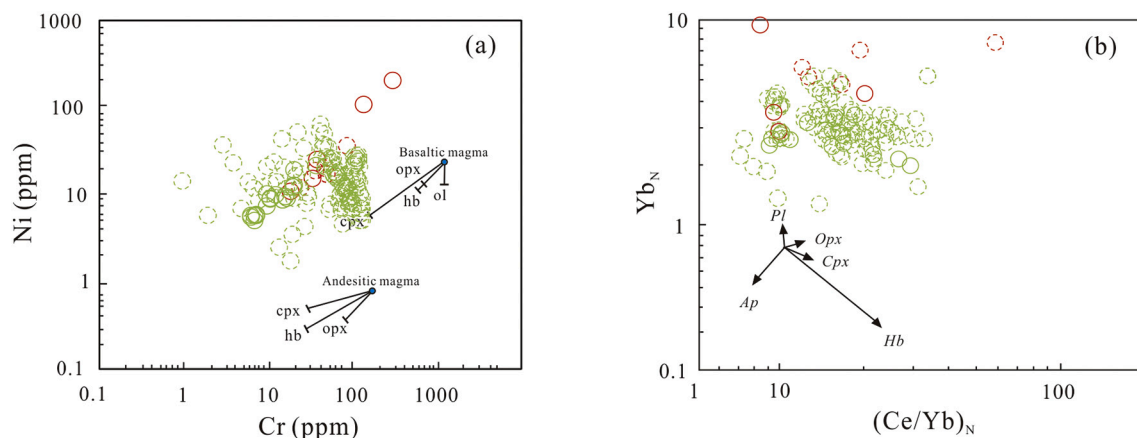 (a)
Ni (ppm)
1000
100
10
1
0.1
0.1
1
10
100
1000
Cr (ppm)
Basaltic magma
opx
hb
ol
cpx
Andesitic magma
cpx
hb
opx
(b)
Yb_N
10
1
0.1
1
10
100
(Ce/Yb)_N
Pl
Opx
Cpx
Ap
Hb